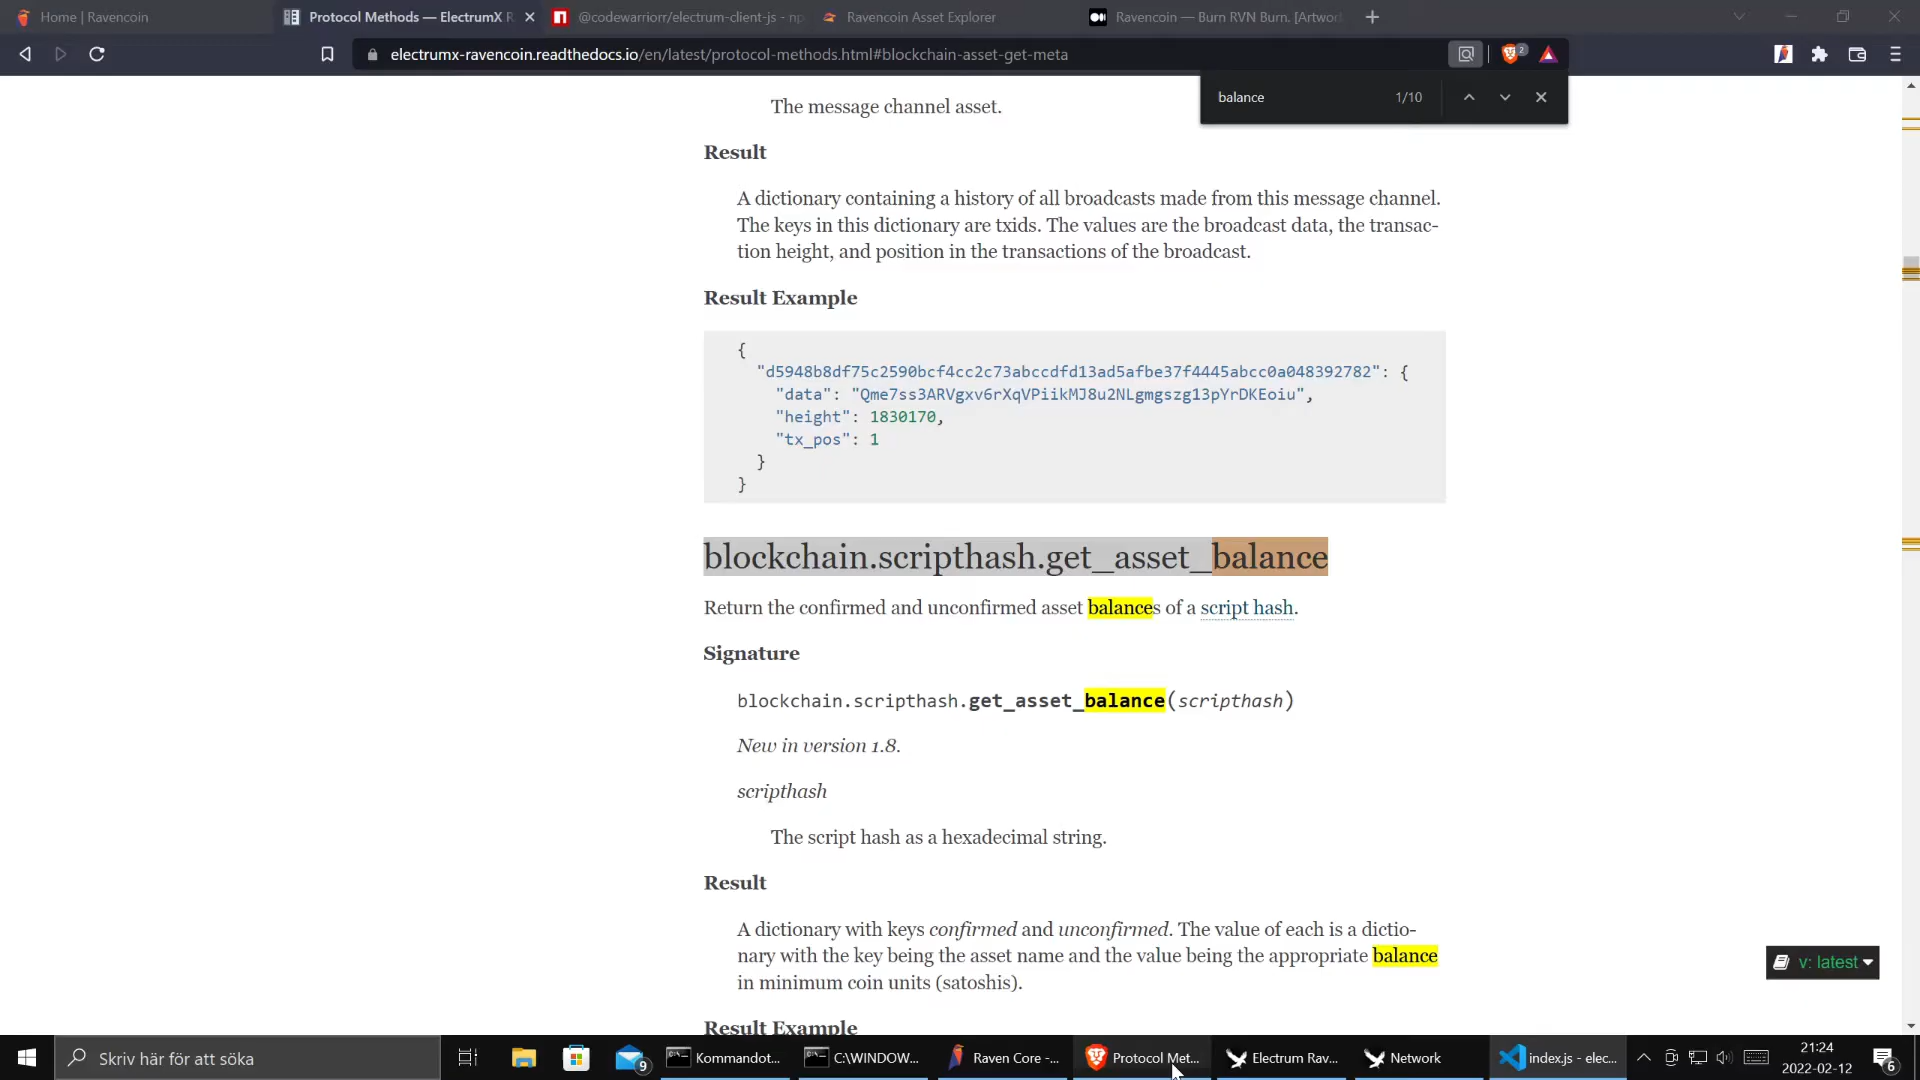 Home | Ravencoin
Protocol Methods — ElectrumX R
@codewarriorr/electrum-client-js - np
Ravencoin Asset Explorer
Ravencoin — Burn RVN Burn. [Artwor
electrumx-ravencoin.readthedocs.io/en/latest/protocol-methods.html#blockchain-asset-get-meta
2
balance
1/10
The message channel asset.
Result
A dictionary containing a history of all broadcasts made from this message channel.
The keys in this dictionary are txids. The values are the broadcast data, the transac-
tion height, and position in the transactions of the broadcast.
Result Example
{
"d5948b8df75c2590bcf4cc2c73abccdfd13ad5afbe37f4445abcc0a048392782": {
"data": "Qme7ss3ARVgxv6rXqVPiikMJ8u2NLgmgszg13pYrDKEoiu",
"height": 1830170,
"tx_pos": 1
}
}
blockchain.scripthash.get_asset_balance
Return the confirmed and unconfirmed asset balances of a script hash.
Signature
blockchain.scripthash.get_asset_balance(scripthash)
New in version 1.8.
scripthash
The script hash as a hexadecimal string.
Result
A dictionary with keys confirmed and unconfirmed. The value of each is a dictio-
nary with the key being the asset name and the value being the appropriate balance
in minimum coin units (satoshis).
Result Example
v: latest
Skriv här för att söka
9
Kommandot...
C:\WINDOW...
Raven Core -...
Protocol Met...
Electrum Rav...
Network
index.js - elec...
21:24
2022-02-12
6